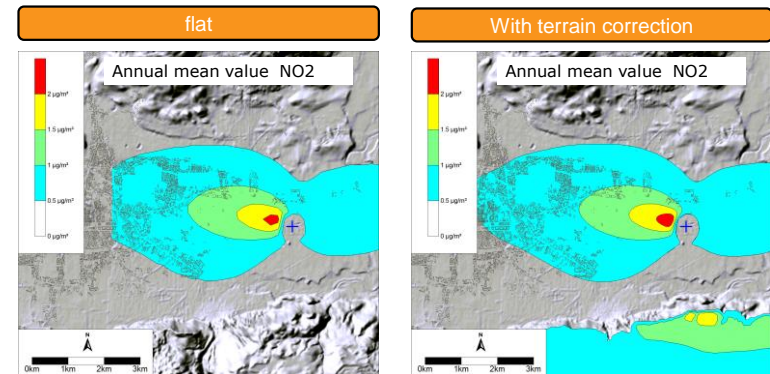 flat
With terrain correction
Annual mean value NO2
2 µg/m³
1.5 µg/m³
1 µg/m³
0.5 µg/m³
0 µg/m³
N
0km 1km 2km 3km
Annual mean value NO2
2 µg/m³
1.5 µg/m³
1 µg/m³
0.5 µg/m³
0 µg/m³
N
0km 1km 2km 3km